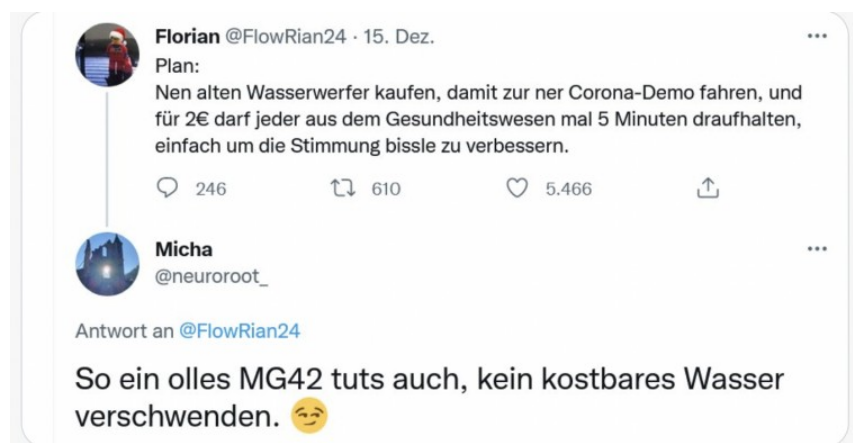 Florian @FlowRian24 · 15. Dez.
Plan:
Nen alten Wasserwerfer kaufen, damit zur ner Corona-Demo fahren, und
für 2€ darf jeder aus dem Gesundheitswesen mal 5 Minuten draufhalten,
einfach um die Stimmung bissle zu verbessern.
246 610 5.466
Micha
@neuroroot_
Antwort an @FlowRian24
So ein olles MG42 tuts auch, kein kostbares Wasser
verschwenden. 😏